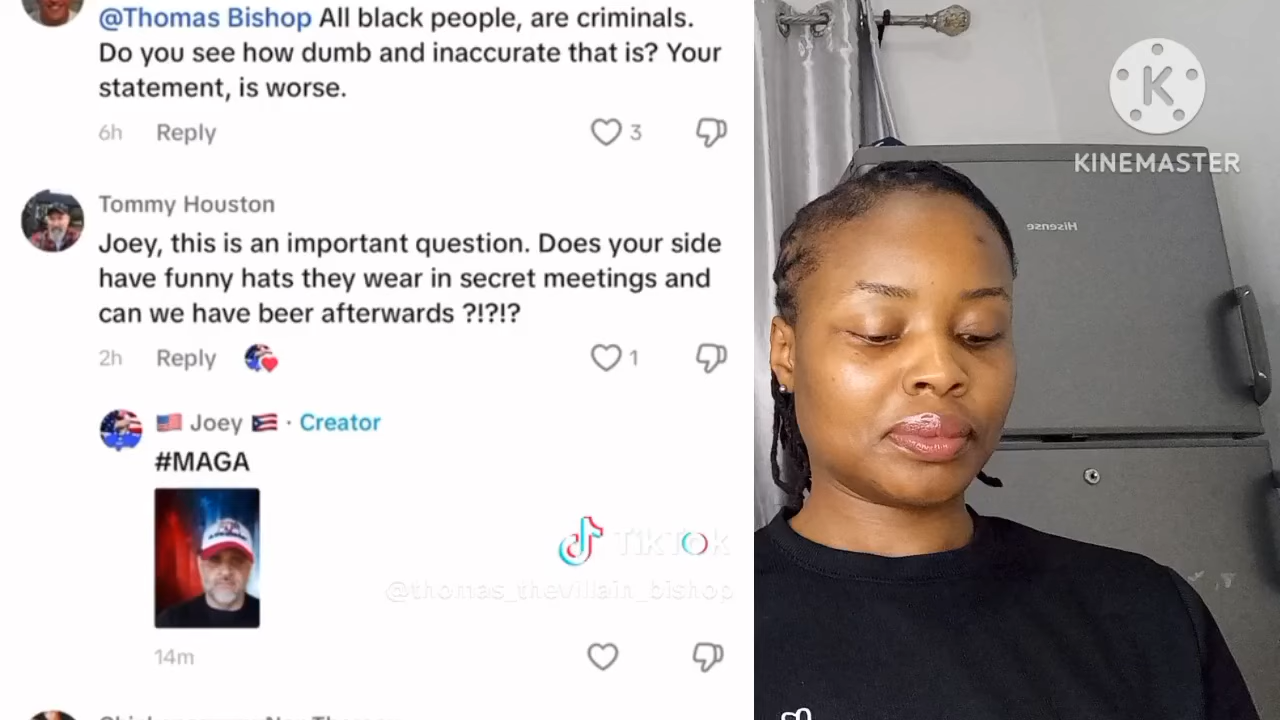 @Thomas Bishop All black people, are criminals.
Do you see how dumb and inaccurate that is? Your
statement, is worse.
6h Reply 3
Tommy Houston
Joey, this is an important question. Does your side
have funny hats they wear in secret meetings and
can we have beer afterwards ?!?!?
2h Reply 1
🇺🇸 Joey 🇵🇷 · Creator
#MAGA
TikTok
@thomas_thevillain_bishop
14m
K
KINEMASTER
Hisense